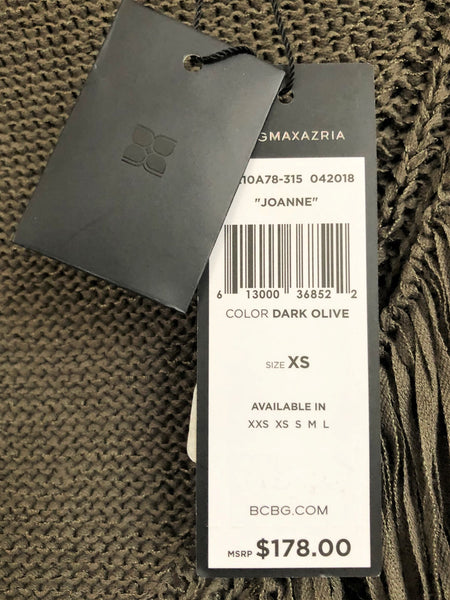 GMAXAZRIA
10A78-315 042018
"JOANNE"
6 13000 36852 2
COLOR DARK OLIVE
SIZE XS
AVAILABLE IN
XXS XS S M L
BCBG.COM
MSRP $178.00